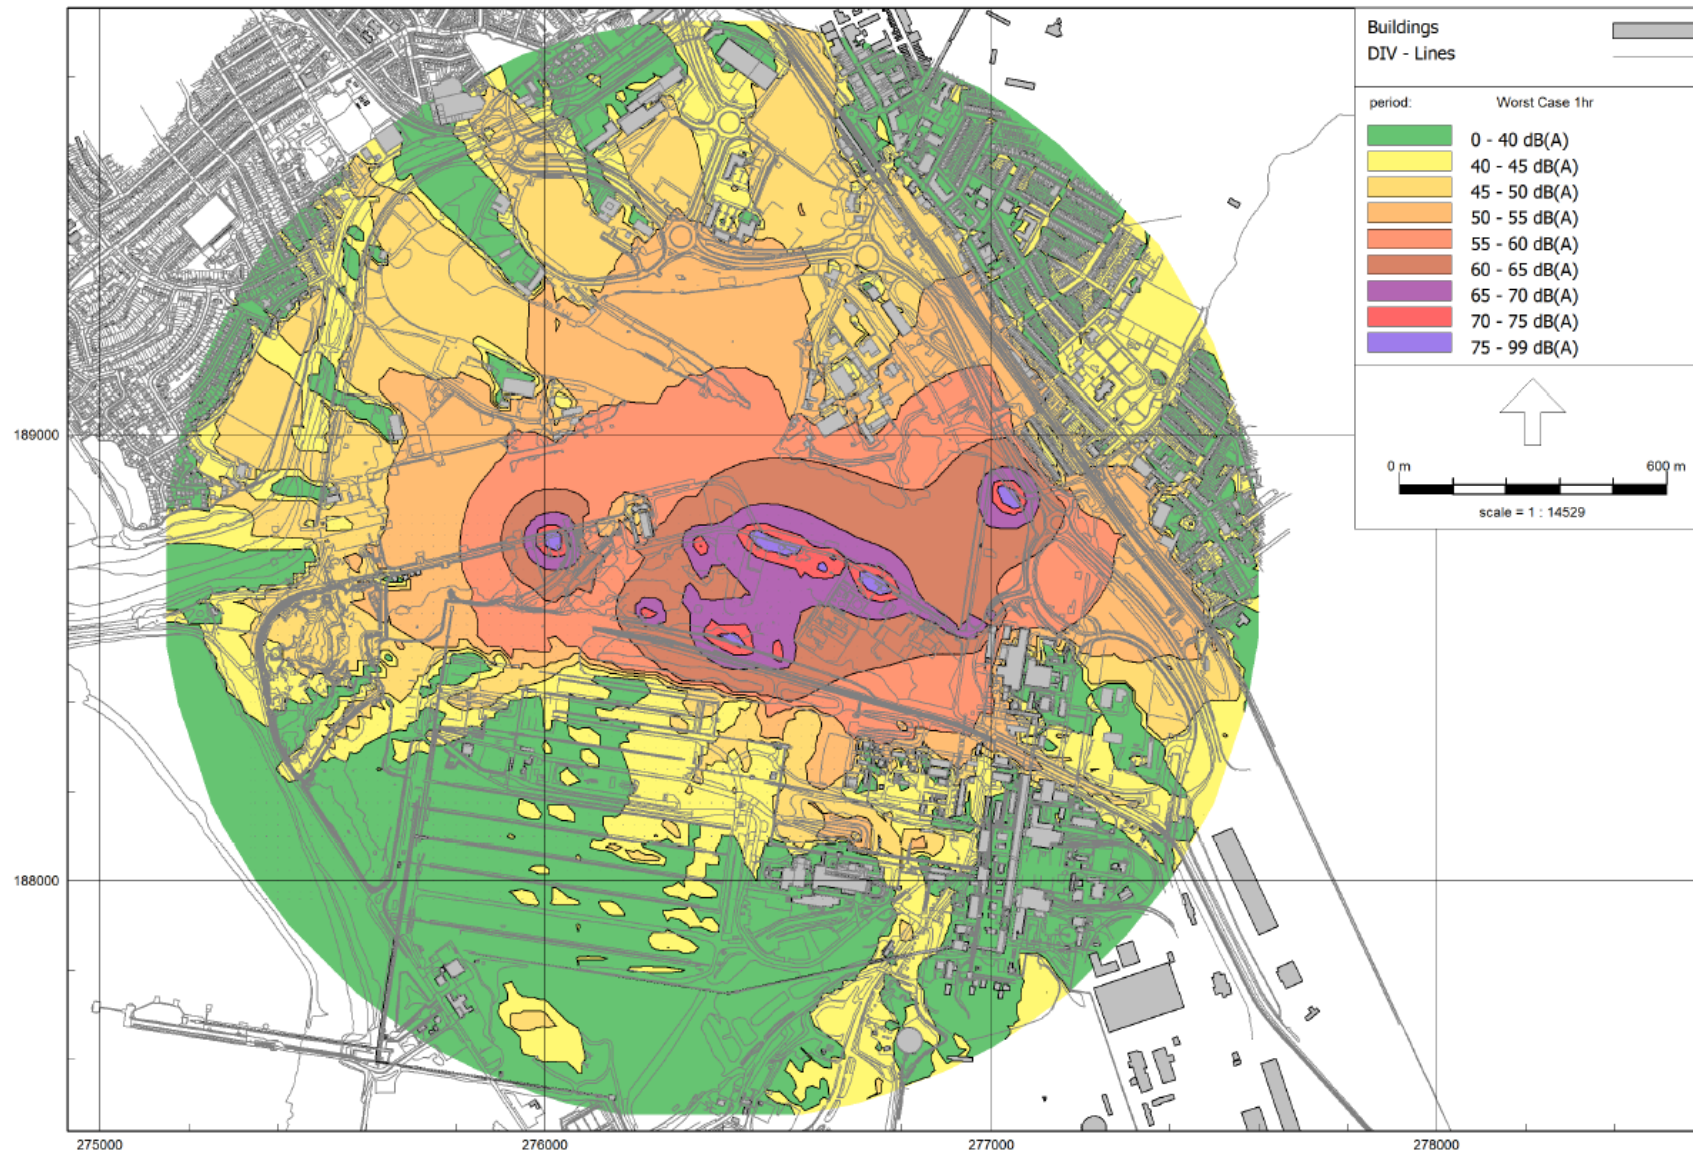 Buildings
DIV - Lines
period: Worst Case 1hr
0 - 40 dB(A)
40 - 45 dB(A)
45 - 50 dB(A)
50 - 55 dB(A)
55 - 60 dB(A)
60 - 65 dB(A)
65 - 70 dB(A)
70 - 75 dB(A)
75 - 99 dB(A)
0 m 600 m
scale = 1 : 14529
189000
188000
275000 276000 277000 278000